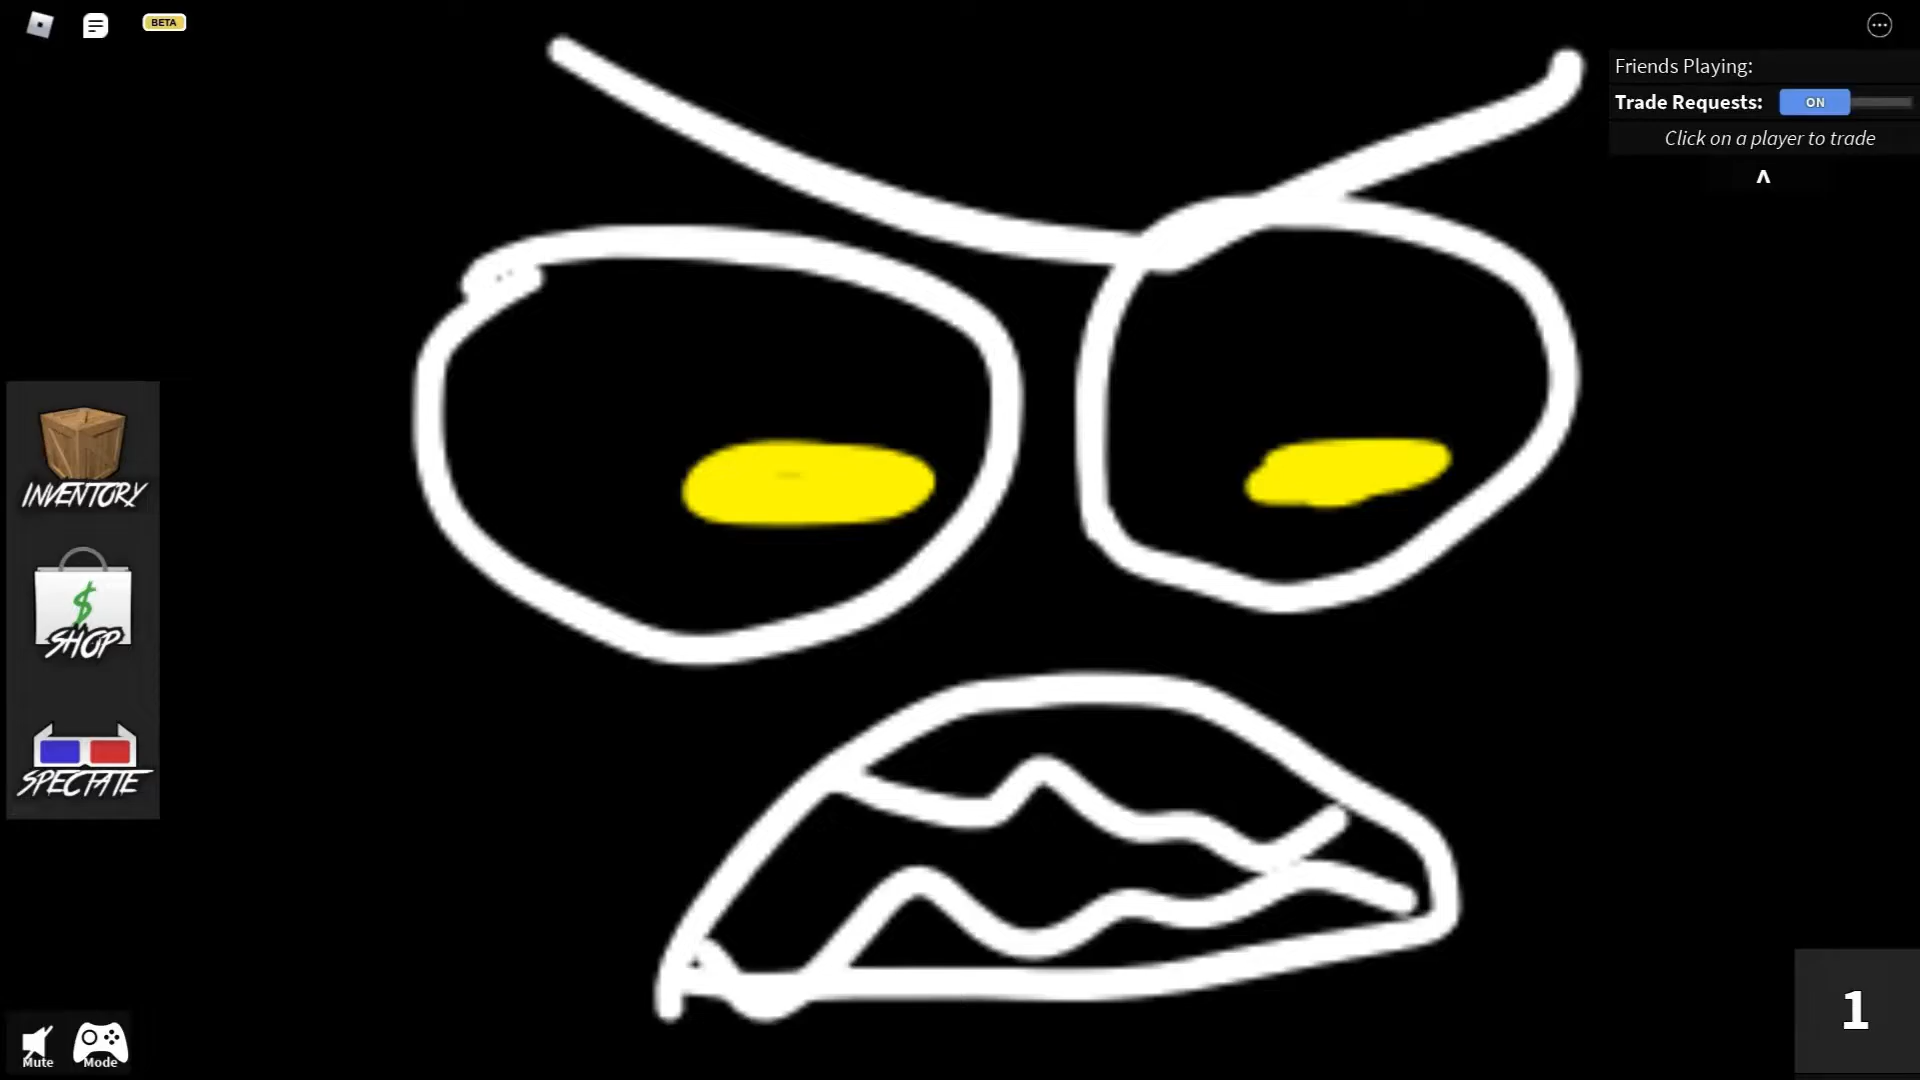 BETA
Friends Playing:
Trade Requests: ON
Click on a player to trade
INVENTORY
$
SHOP
SPECTATE
Mute
Mode
1